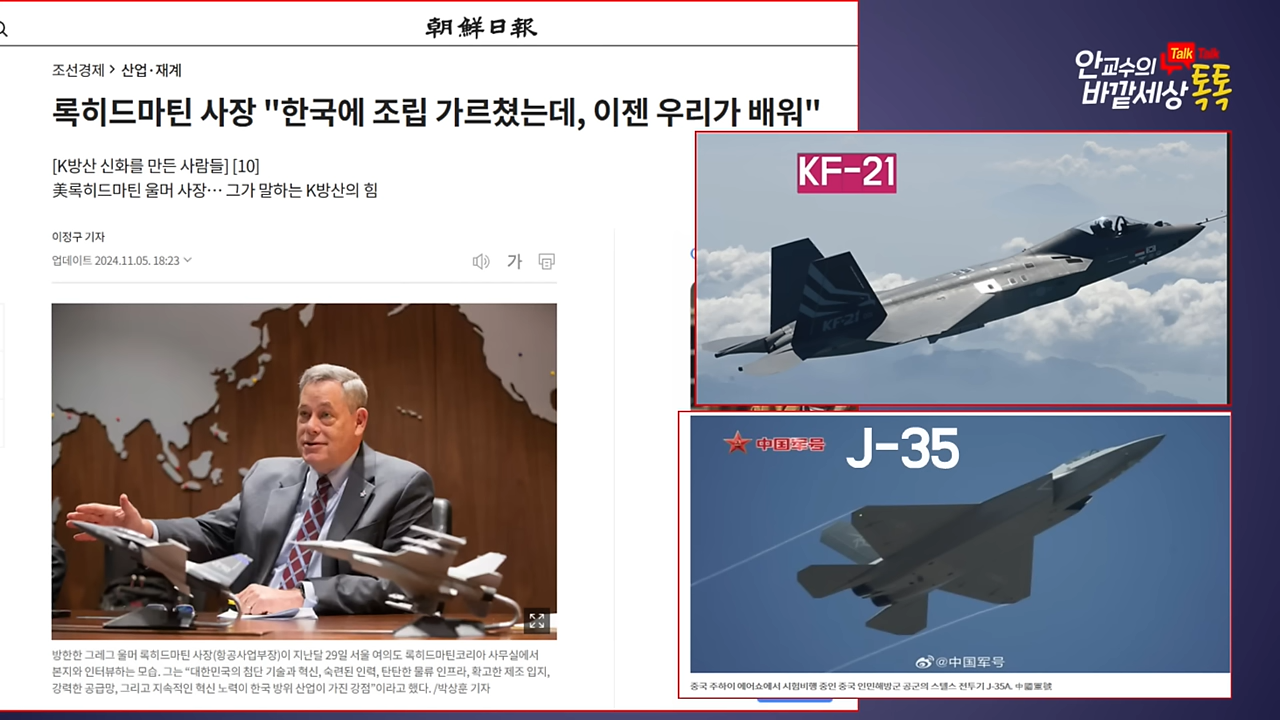 朝鮮日報
조선경제 > 산업·재계
록히드마틴 사장 "한국에 조립 가르쳤는데, 이젠 우리가 배워"
[K방산 신화를 만든 사람들] [10]
美록히드마틴 울머 사장… 그가 말하는 K방산의 힘
이정구 기자
업데이트 2024.11.05. 18:23
가
방한한 그레그 울머 록히드마틴 사장(항공사업부장)이 지난달 29일 서울 여의도 록히드마틴코리아 사무실에서
본지와 인터뷰하는 모습. 그는 “대한민국의 첨단 기술과 혁신, 숙련된 인력, 탄탄한 물류 인프라, 확고한 제조 입지,
강력한 공급망, 그리고 지속적인 혁신 노력이 한국 방위 산업이 가진 강점”이라고 했다. /박상훈 기자
안교수의
바깥세상
Talk Talk
톡톡
KF-21
KF-21
中国军号
J-35
@中国军号
중국 주하이 에어쇼에서 시험비행 중인 중국 인민해방군 공군의 스텔스 전투기 J-35A. 中國軍號